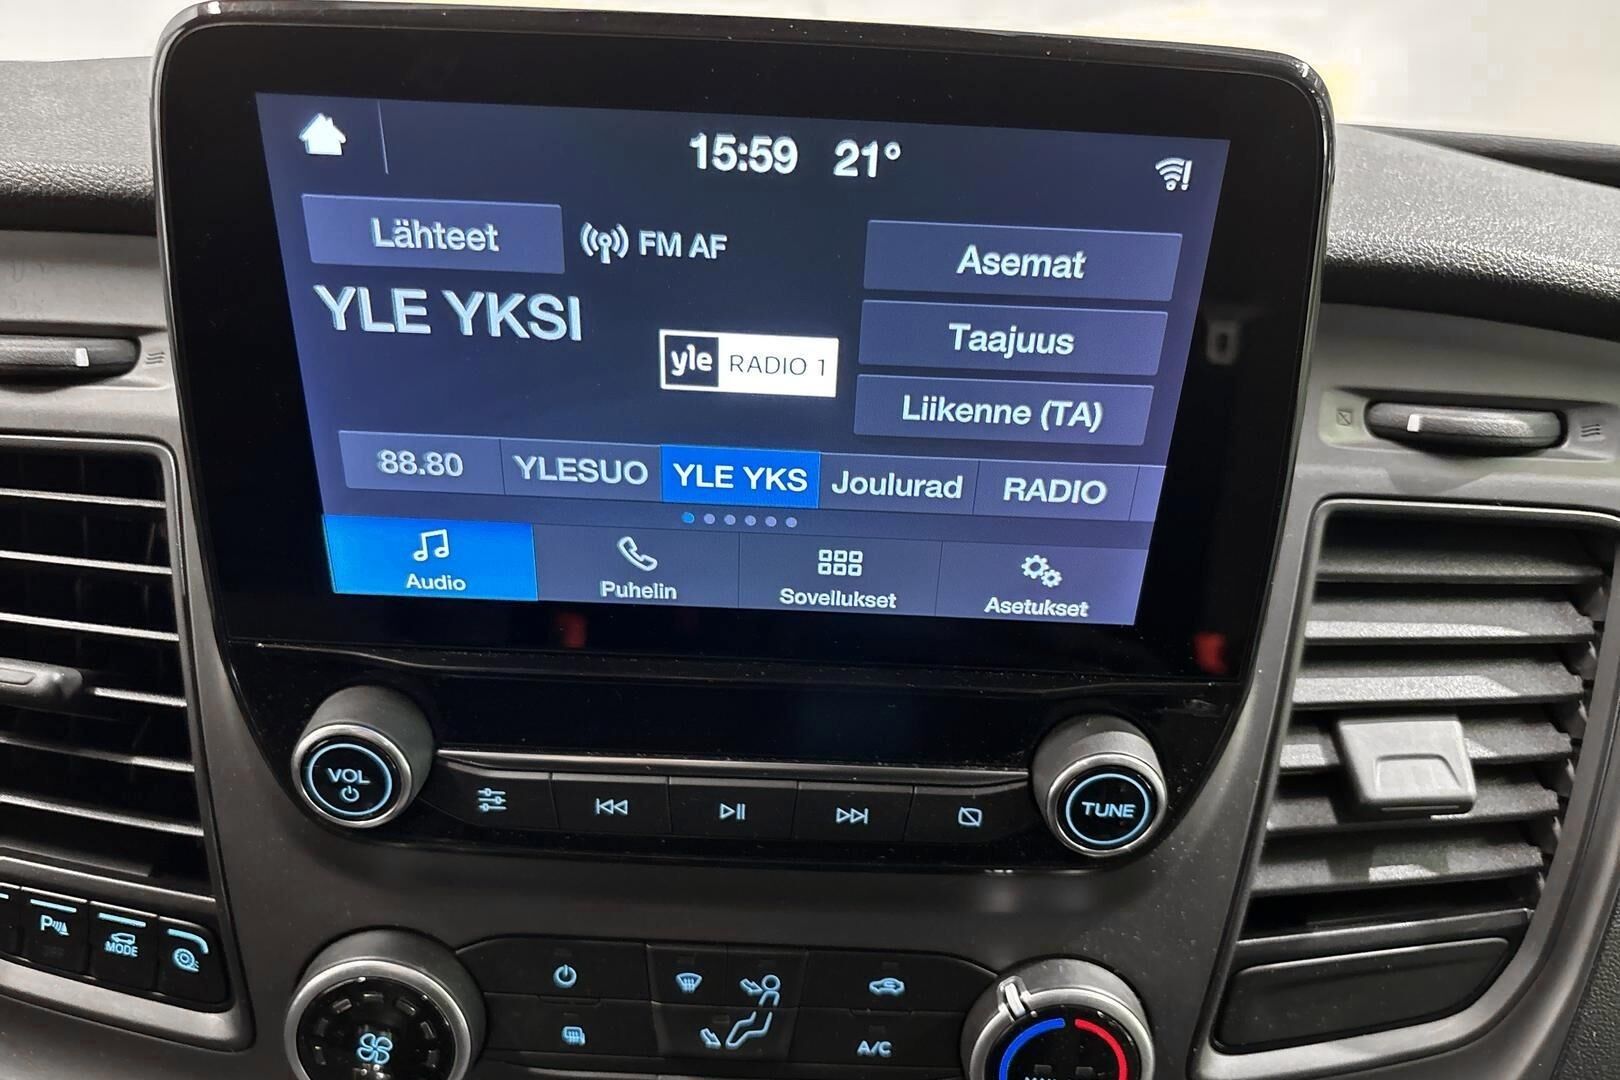 15:59 21°
Lähteet FM AF Asemat
YLE YKSI
yle RADIO 1
Taajuus
Liikenne (TA)
88.80 YLESUO YLE YKS Joulurad RADIO
Audio Puhelin Sovellukset Asetukset
VOL
TUNE
P
MODE
A/C